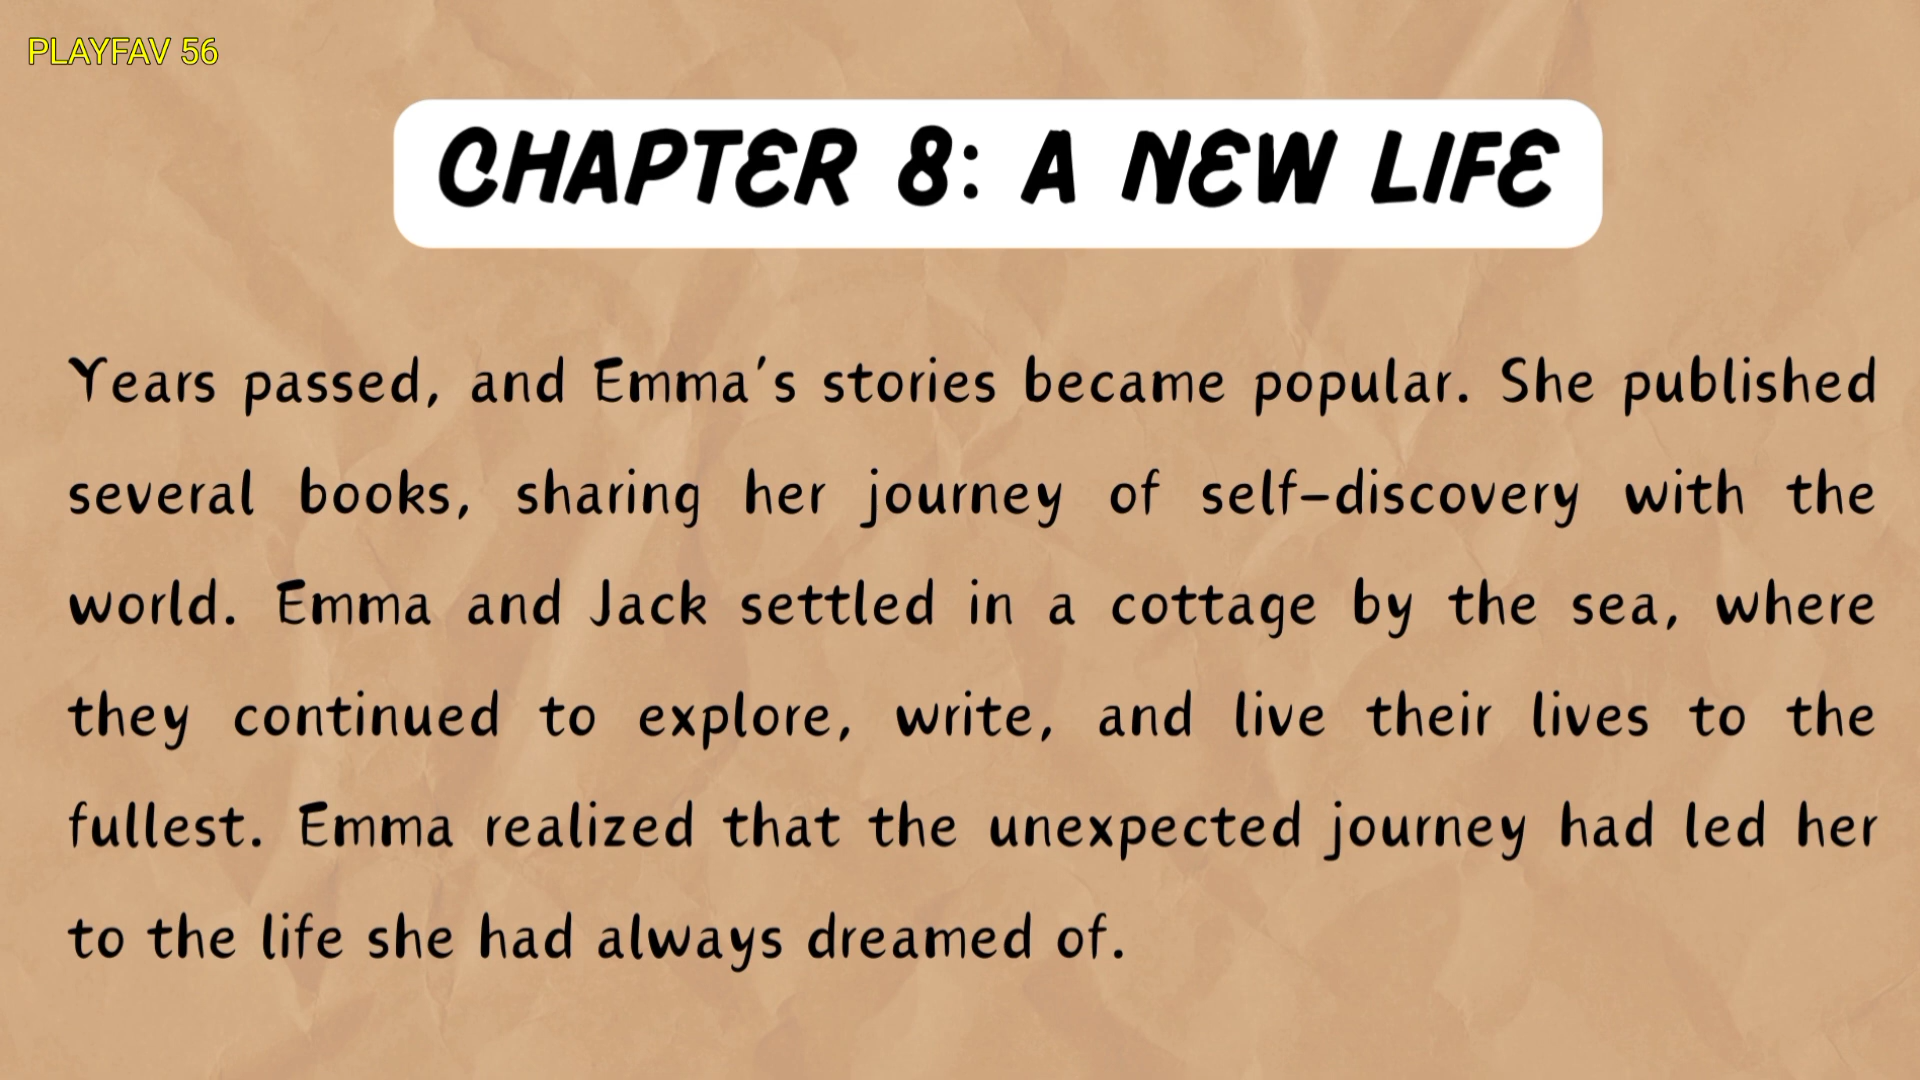 PLAYFAV 56
CHAPTER 8: A NEW LIFE
Years passed, and Emma's stories became popular. She published
several books, sharing her journey of self-discovery with the
world. Emma and Jack settled in a cottage by the sea, where
they continued to explore, write, and live their lives to the
fullest. Emma realized that the unexpected journey had led her
to the life she had always dreamed of.